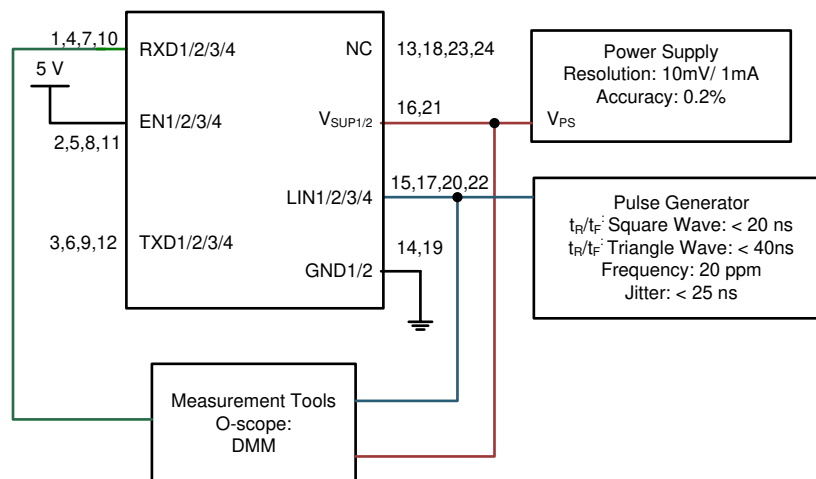 1,4,7,10
RXD1/2/3/4
5 V
EN1/2/3/4
2,5,8,11
3,6,9,12
TXD1/2/3/4
NC
13,18,23,24
VSUP1/2
16,21
LIN1/2/3/4
15,17,20,22
GND1/2
14,19
Power Supply
Resolution: 10mV/ 1mA
Accuracy: 0.2%
VPS
Pulse Generator
tR/tF: Square Wave: < 20 ns
tR/tF: Triangle Wave: < 40ns
Frequency: 20 ppm
Jitter: < 25 ns
Measurement Tools
O-scope:
DMM